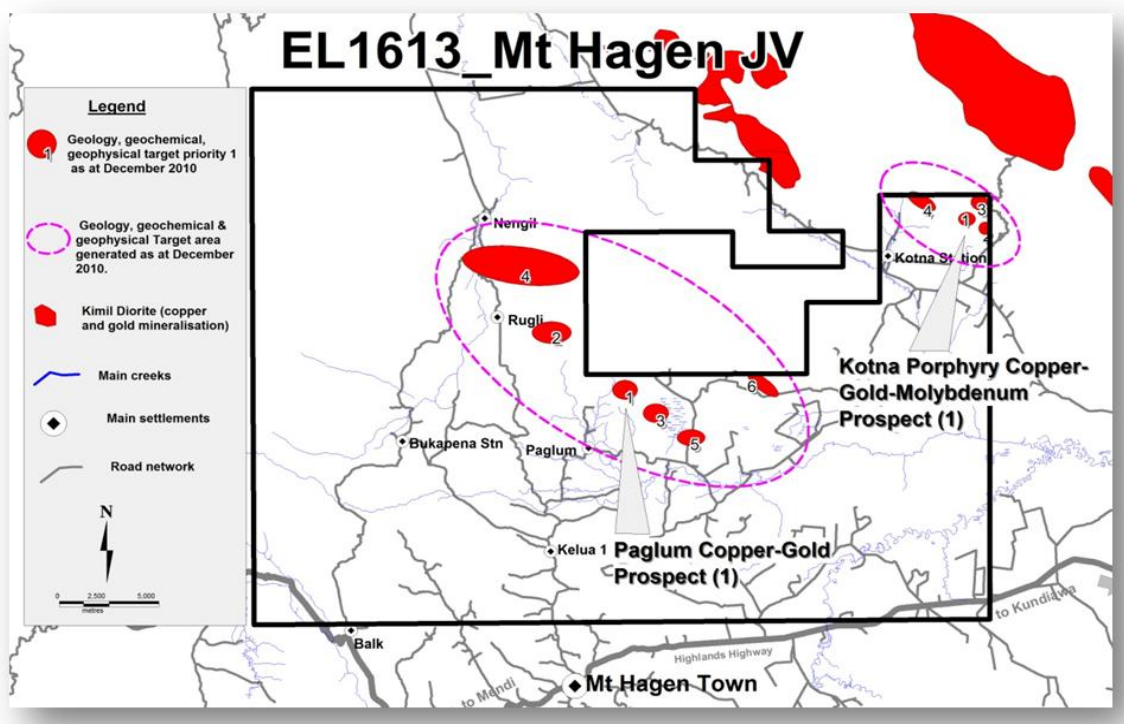 EL1613_Mt Hagen JV
Legend
1
Geology, geochemical,
geophysical target priority 1
as at December 2010
Geology, geochemical &
geophysical Target area
generated as at December
2010.
Kimil Diorite (copper
and gold mineralisation)
Main creeks
Main settlements
Road network
N
0 2,500 5,000
metres
Nengil
4
Rugli
2
1
3
5
6
Bukapena Stn
Paglum
Kelua 1
Paglum Copper-Gold
Prospect (1)
4
1
3
2
Kotna St tion
Kotna Porphyry Copper-
Gold-Molybdenum
Prospect (1)
Balk
to Mendi
Mt Hagen Town
Highlands Highway
to Kundiawa